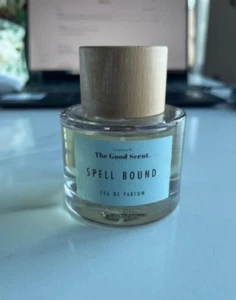 The Good Scent.
SPELL BOUND
EAU DE PARFUM